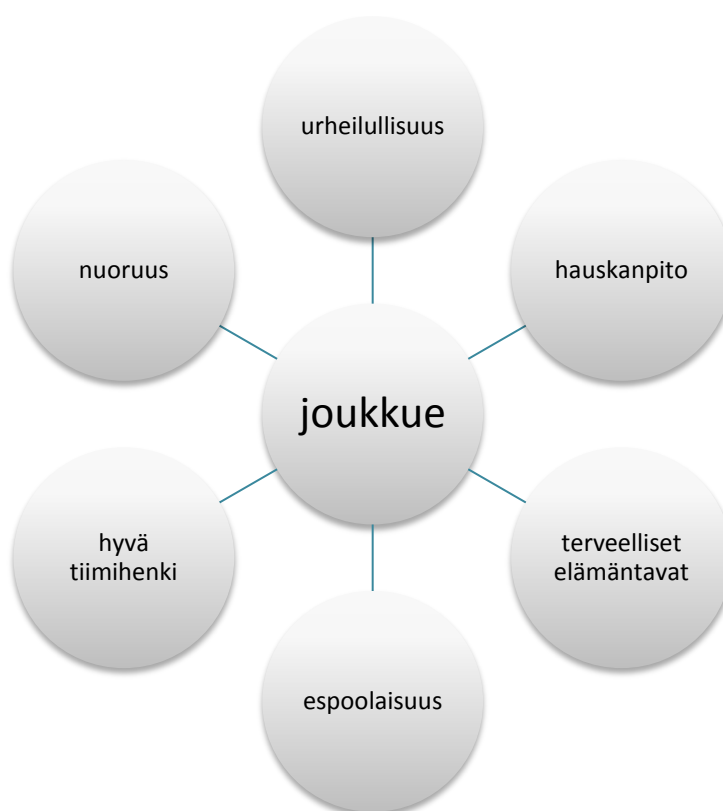 urheilullisuus
nuoruus
hauskanpito
joukkue
hyvä
tiimihenki
terveelliset
elämäntavat
espoolaisuus